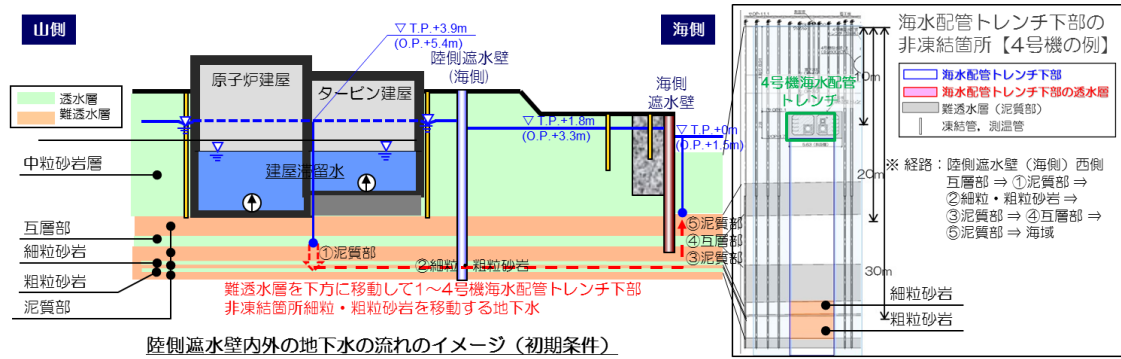 山側
▽T.P.+3.9m
(O.P.+5.4m)
海側
陸側遮水壁
(海側)
海側
遮水壁
原子炉建屋
タービン建屋
透水層
難透水層
▽T.P.+1.8m
(O.P.+3.3m)
▽T.P.+0m
(O.P.+1.5m)
中粒砂岩層
建屋滞留水
互層部
細粒砂岩
粗粒砂岩
泥質部
①泥質部
②細粒・粗粒砂岩
⑤泥質部
④互層部
③泥質部
難透水層を下方に移動して1~4号機海水配管トレンチ下部
非凍結箇所細粒・粗粒砂岩を移動する地下水
陸側遮水壁内外の地下水の流れのイメージ(初期条件)
4号機海水配管
トレンチ
10m
20m
30m
海水配管トレンチ下部の
非凍結箇所【4号機の例】
海水配管トレンチ下部
海水配管トレンチ下部の透水層
難透水層(泥質部)
凍結管,測温管
※ 経路:陸側遮水壁(海側)西側
互層部 ⇒ ①泥質部 ⇒
②細粒・粗粒砂岩 ⇒
③泥質部 ⇒ ④互層部 ⇒
⑤泥質部 ⇒ 海域
細粒砂岩
粗粒砂岩